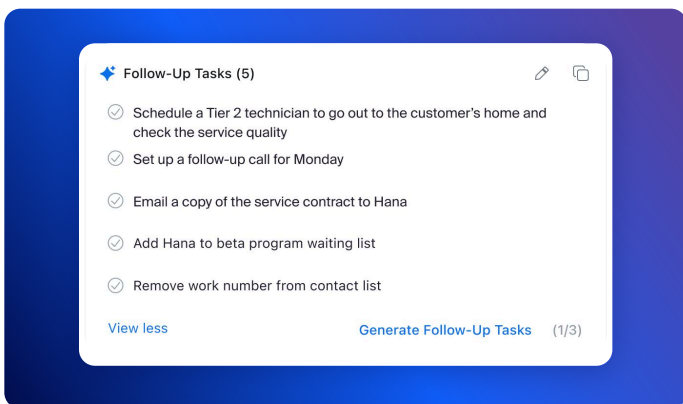 Follow-Up Tasks (5)
Schedule a Tier 2 technician to go out to the customer's home and
check the service quality
Set up a follow-up call for Monday
Email a copy of the service contract to Hana
Add Hana to beta program waiting list
Remove work number from contact list
View less
Generate Follow-Up Tasks (1/3)